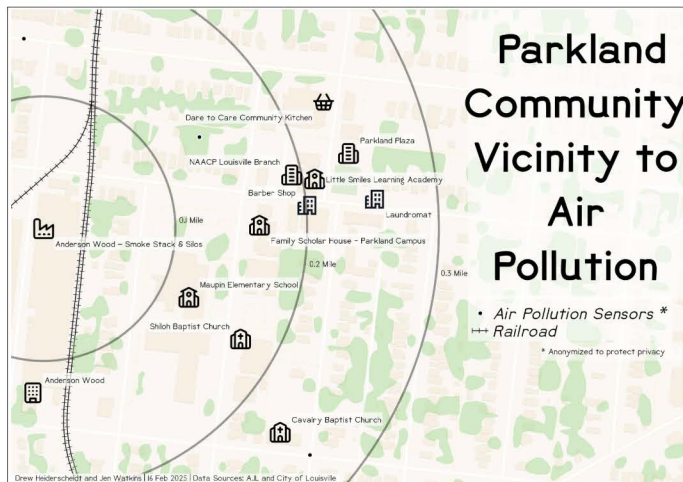 Parkland
Community
Vicinity to
Air
Pollution
• Air Pollution Sensors *
Railroad
* Anonymized to protect privacy
Dare to Care Community Kitchen
Parkland Plaza
NAACP Louisville Branch
Little Smiles Learning Academy
Barber Shop
Laundromat
0.1 Mile
Anderson Wood - Smoke Stack & Silos
Family Scholar House - Parkland Campus
0.2 Mile
0.3 Mile
Maupin Elementary School
Shiloh Baptist Church
Anderson Wood
Cavalry Baptist Church
Drew Heiderscheidt and Jen Watkins | 16 Feb 2025 | Data Sources: AJL and City of Louisville